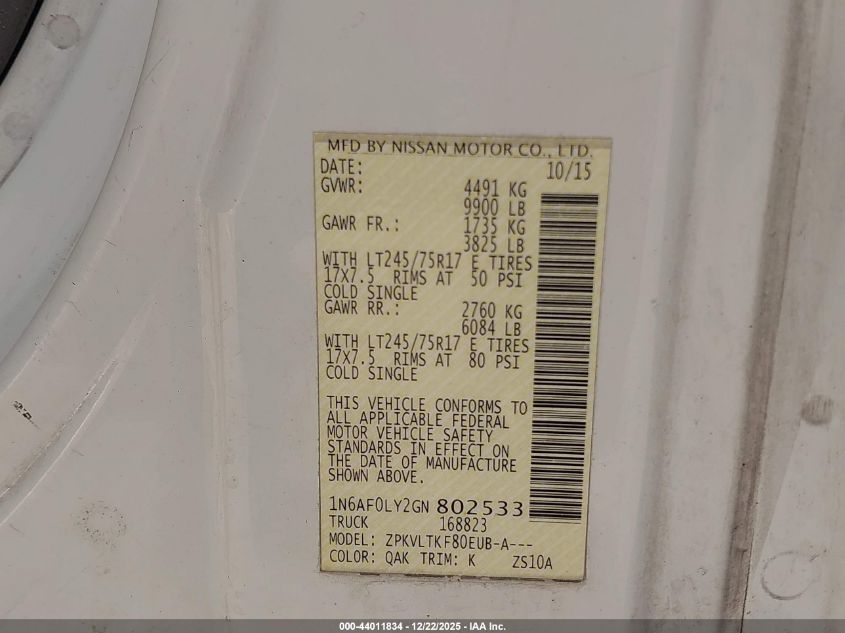 MFD BY NISSAN MOTOR CO., LTD.
DATE: 10/15
GVWR: 4491 KG
9900 LB
GAWR FR.: 1735 KG
3825 LB
WITH LT245/75R17 E TIRES
17X7.5 RIMS AT 50 PSI
COLD SINGLE
GAWR RR.: 2760 KG
6084 LB
WITH LT245/75R17 E TIRES
17X7.5 RIMS AT 80 PSI
COLD SINGLE
THIS VEHICLE CONFORMS TO
ALL APPLICABLE FEDERAL
MOTOR VEHICLE SAFETY
STANDARDS IN EFFECT ON
THE DATE OF MANUFACTURE
SHOWN ABOVE.
1N6AF0LY2GN 802533
TRUCK 168823
MODEL: ZPKVLTKF80EUB-A---
COLOR: QAK TRIM: K ZS10A
000-44011834 - 12/22/2025 - IAA Inc.